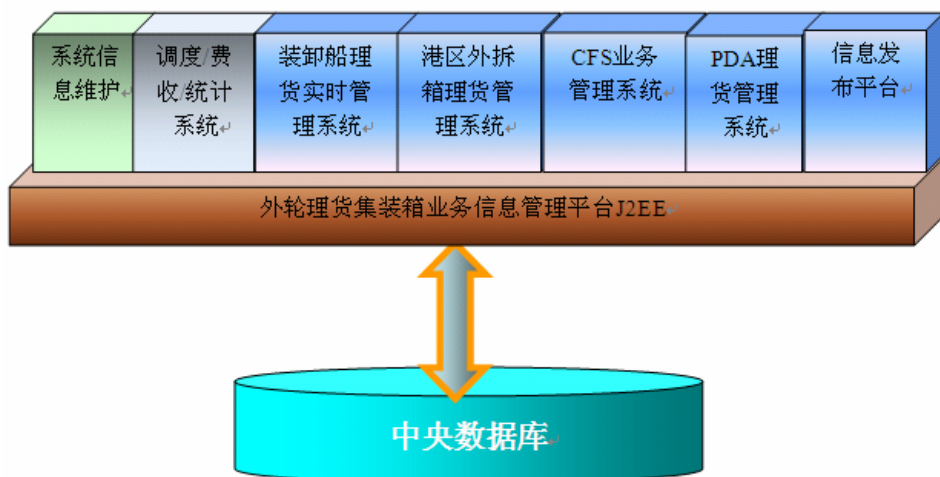 系统信
息维护
调度/费
收/统计
系统
装卸船理
货实时管
理系统
港区外拆
箱理货管
理系统
CFS业务
管理系统
PDA理
货管理
系统
信息发
布平台
外轮理货集装箱业务信息管理平台J2EE
中央数据库